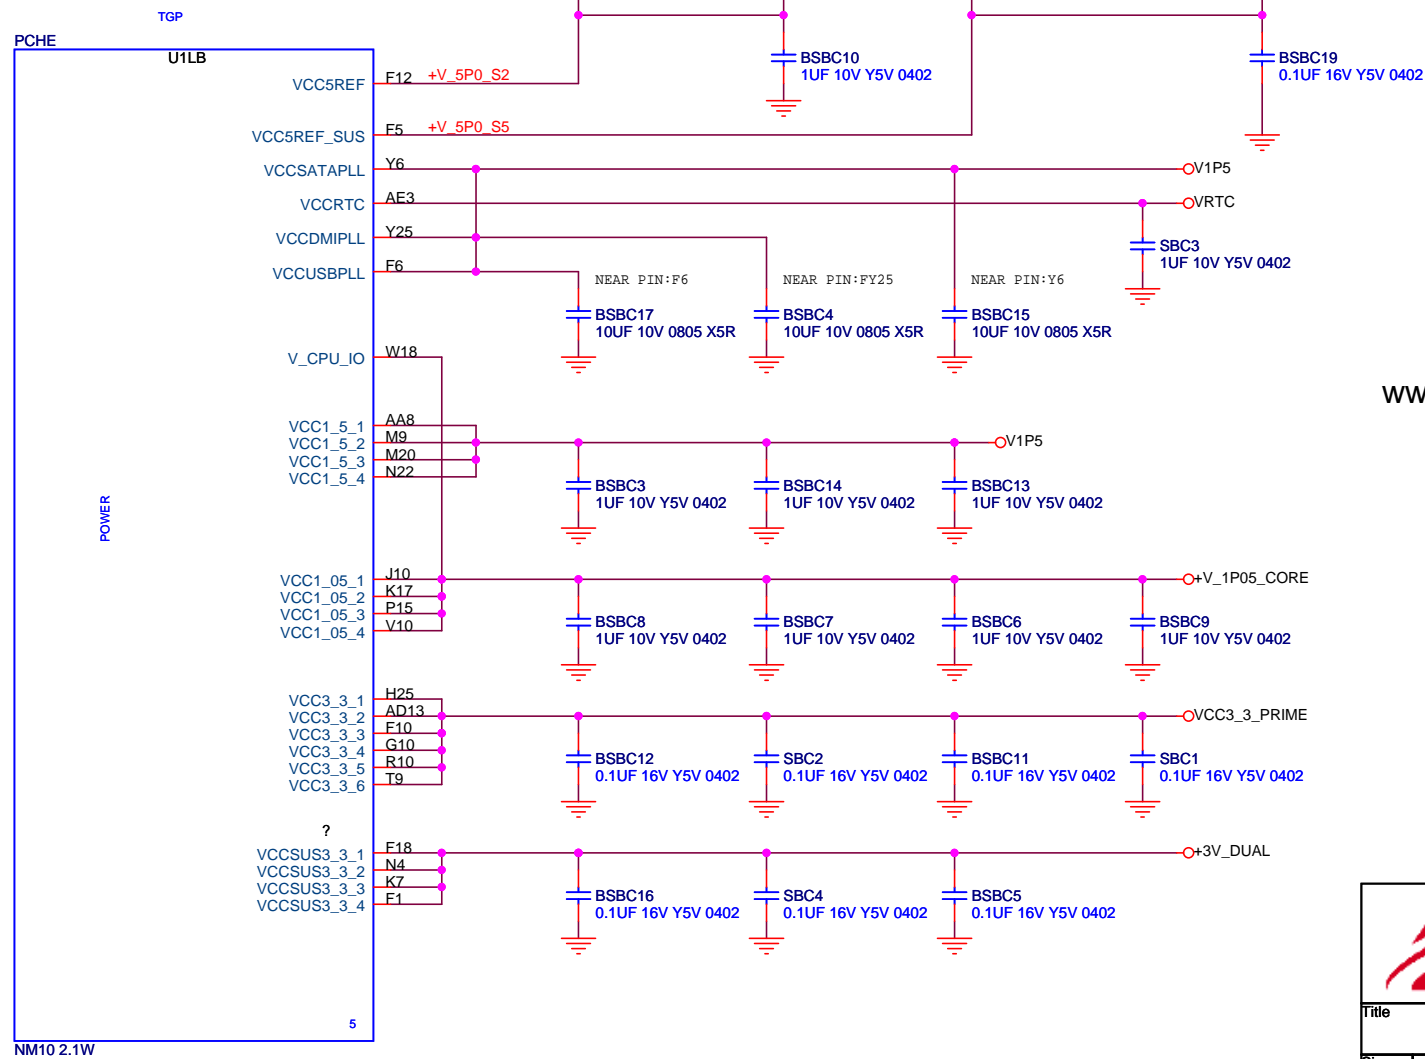 TGP
PCHE
U1LB
VCC5REF F12 +V_5P0_S2
BSBC10
1UF 10V Y5V 0402
BSBC19
0.1UF 16V Y5V 0402
VCC5REF_SUS F5 +V_5P0_S5
VCCSATAPLL Y6 V1P5
VCCRTC AE3 VRTC
VCCDMIPLL Y25
SBC3
1UF 10V Y5V 0402
VCCUSBPLL F6
NEAR PIN:F6 NEAR PIN:FY25 NEAR PIN:Y6
BSBC17 BSBC4 BSBC15
10UF 10V 0805 X5R 10UF 10V 0805 X5R 10UF 10V 0805 X5R
V_CPU_IO W18
VCC1_5_1 AA8
VCC1_5_2 M9 V1P5
VCC1_5_3 M20
VCC1_5_4 N22
BSBC3 BSBC14 BSBC13
1UF 10V Y5V 0402 1UF 10V Y5V 0402 1UF 10V Y5V 0402
POWER
VCC1_05_1 J10 +V_1P05_CORE
VCC1_05_2 K17
VCC1_05_3 P15
VCC1_05_4 V10
BSBC8 BSBC7 BSBC6 BSBC9
1UF 10V Y5V 0402 1UF 10V Y5V 0402 1UF 10V Y5V 0402 1UF 10V Y5V 0402
VCC3_3_1 H25
VCC3_3_2 AD13 VCC3_3_PRIME
VCC3_3_3 F10
VCC3_3_4 G10
VCC3_3_5 R10
VCC3_3_6 T9
BSBC12 SBC2 BSBC11 SBC1
0.1UF 16V Y5V 0402 0.1UF 16V Y5V 0402 0.1UF 16V Y5V 0402 0.1UF 16V Y5V 0402
?
VCCSUS3_3_1 F18 +3V_DUAL
VCCSUS3_3_2 N4
VCCSUS3_3_3 K7
VCCSUS3_3_4 F1
BSBC16 SBC4 BSBC5
0.1UF 16V Y5V 0402 0.1UF 16V Y5V 0402 0.1UF 16V Y5V 0402
5
NM10 2.1W
Title